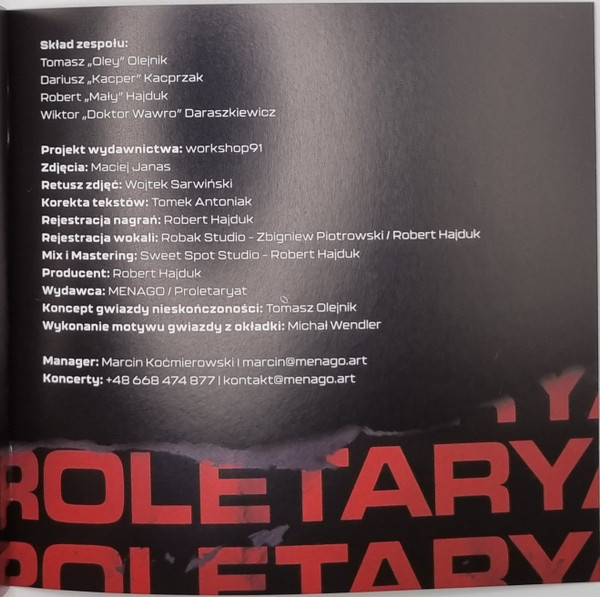 Skład zespołu:
Tomasz „Oley” Olejnik
Dariusz „Kacper” Kacprzak
Robert „Mały” Hajduk
Wiktor „Doktor Wawro” Daraszkiewicz
Projekt wydawnictwa: workshop91
Zdjęcia: Maciej Janas
Retusz zdjęć: Wojtek Sarwiński
Korekta tekstów: Tomek Antoniak
Rejestracja nagrań: Robert Hajduk
Rejestracja wokali: Robak Studio - Zbigniew Piotrowski / Robert Hajduk
Mix i Mastering: Sweet Spot Studio - Robert Hajduk
Producent: Robert Hajduk
Wydawca: MENAGO / Proletaryat
Koncept gwiazdy nieskończoności: Tomasz Olejnik
Wykonanie motywu gwiazdy z okładki: Michał Wendler
Manager: Marcin Koćmierowski | marcin@menago.art
Koncerty: +48 668 474 877 | kontakt@menago.art
YA
ROLETARYA
ROLETARYA